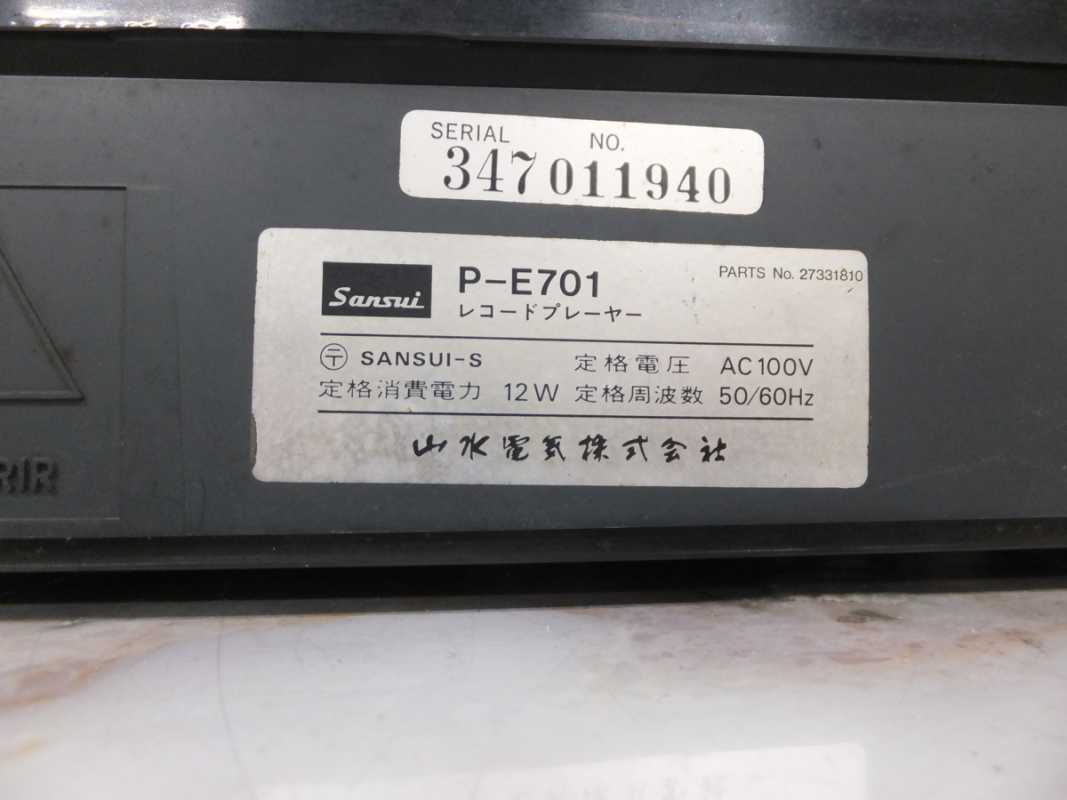 SERIAL NO.
347011940
Sansui P-E701 PARTS No. 27331810
レコードプレーヤー
〒 SANSUI-S 定格電圧 AC100V
定格消費電力 12W 定格周波数 50/60Hz
山水電気株式会社
RIR